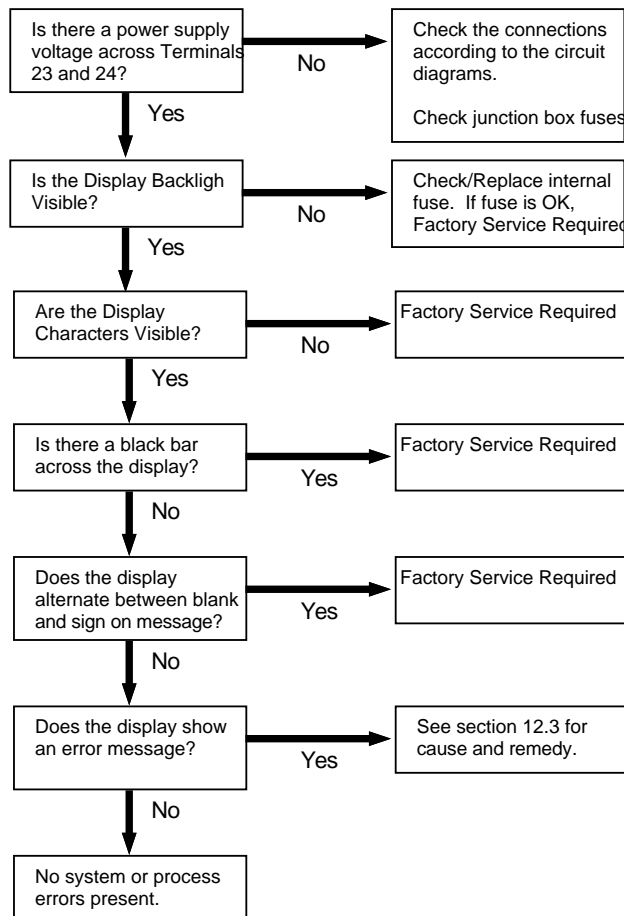 Is there a power supply
voltage across Terminals
23 and 24?
No
Check the connections
according to the circuit
diagrams.
Check junction box fuses
Yes
Is the Display Backligh
Visible?
No
Check/Replace internal
fuse. If fuse is OK,
Factory Service Required
Yes
Are the Display
Characters Visible?
No
Factory Service Required
Yes
Is there a black bar
across the display?
Yes
Factory Service Required
No
Does the display
alternate between blank
and sign on message?
Yes
Factory Service Required
No
Does the display show
an error message?
Yes
See section 12.3 for
cause and remedy.
No
No system or process
errors present.